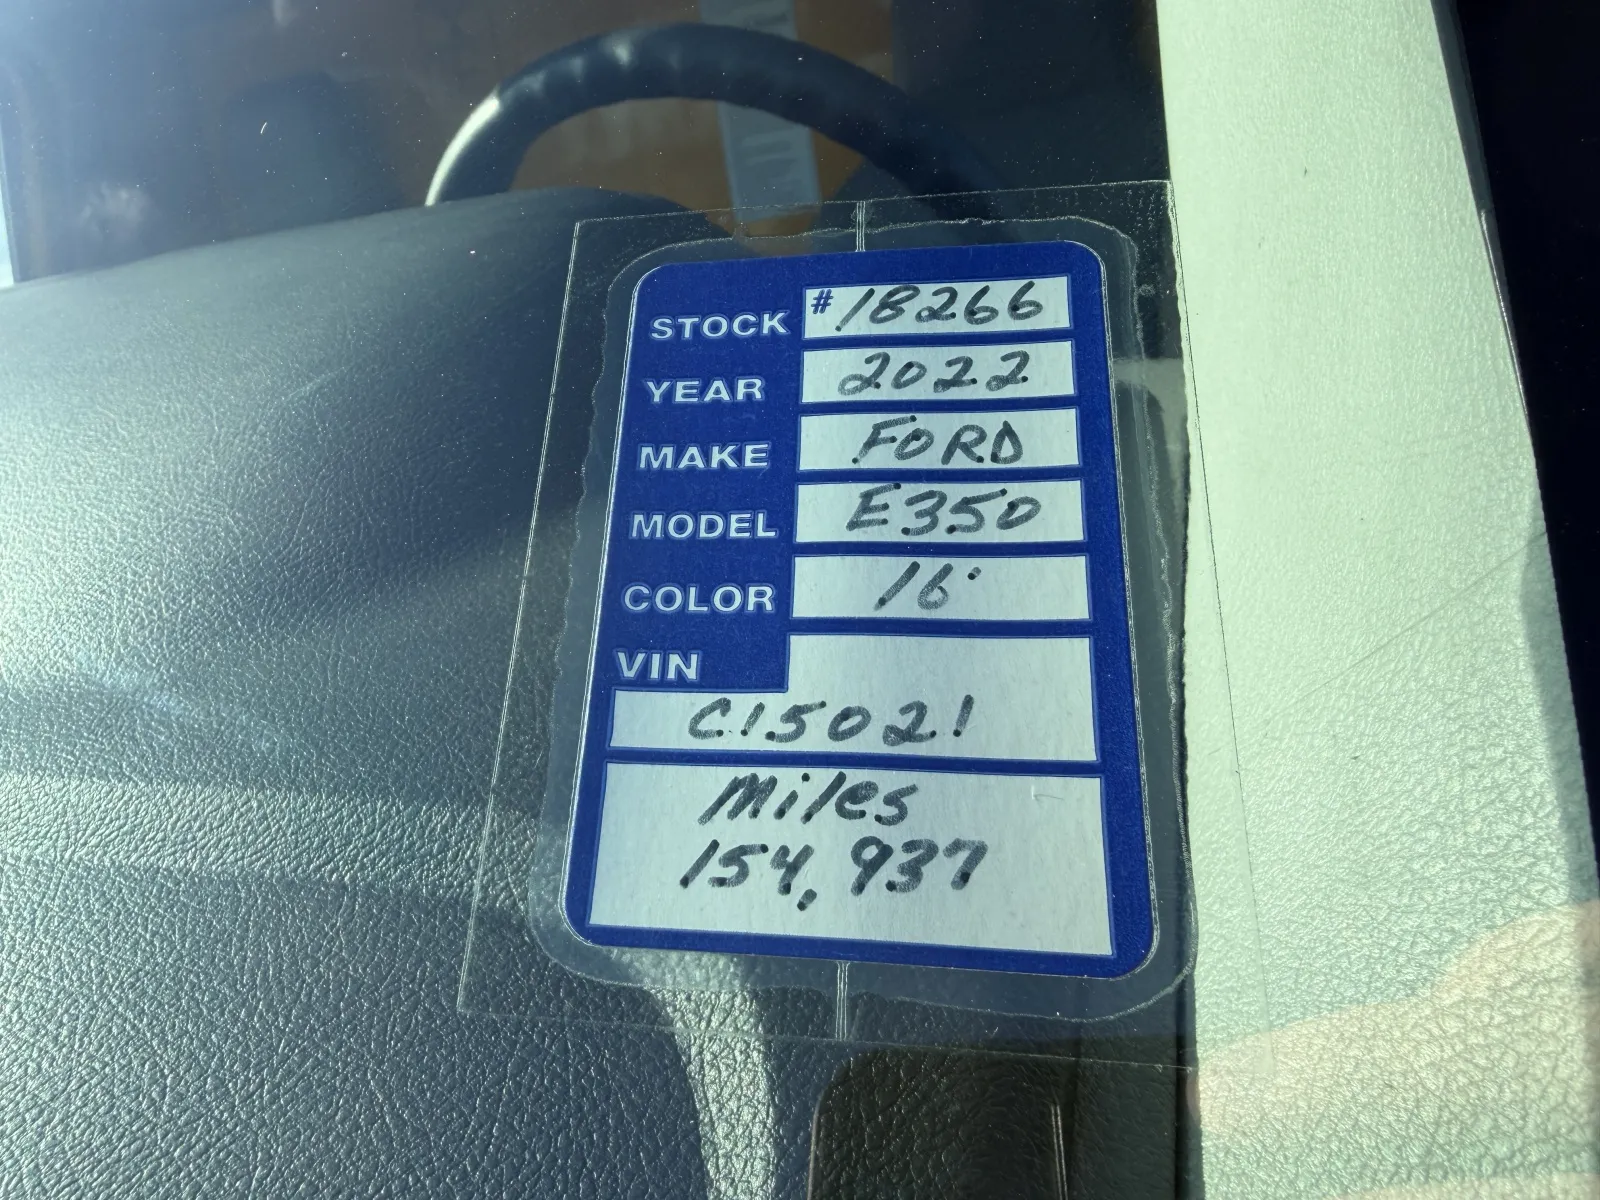 STOCK #18266
YEAR 2022
MAKE FORD
MODEL E350
COLOR 16'
VIN
C15021
miles
154,937